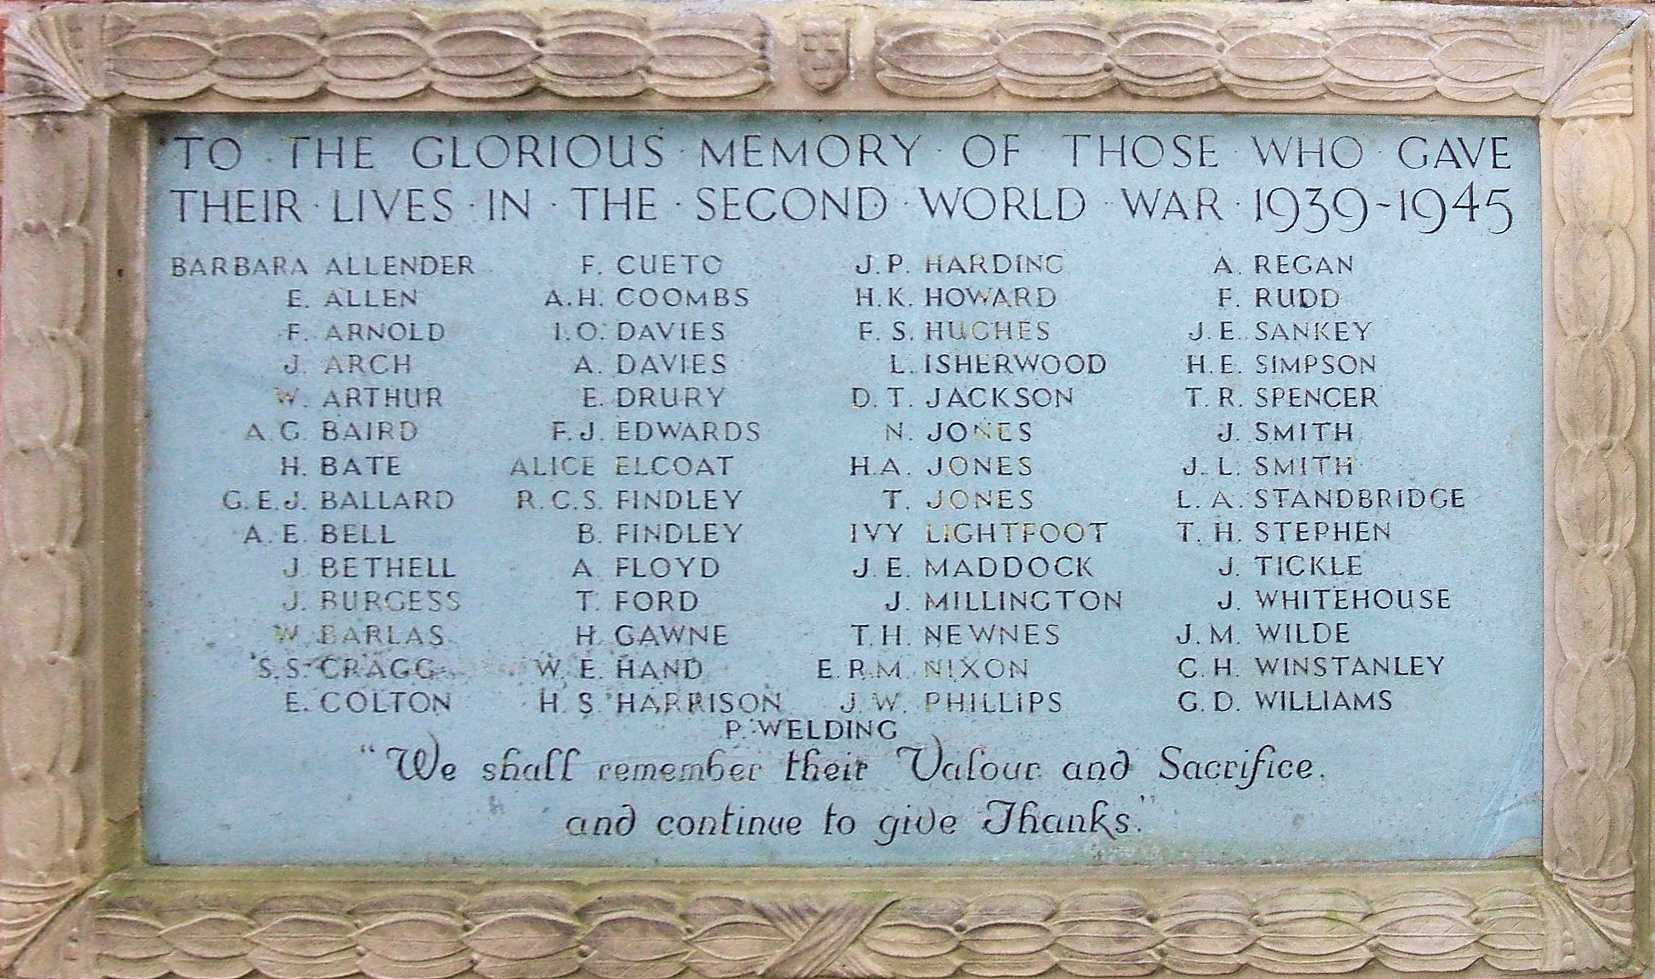 TO · THE GLORIOUS · MEMORY · OF · THOSE · WHO · GAVE
THEIR · LIVES · IN · THE · SECOND · WORLD · WAR · 1939-1945
BARBARA ALLENDER F. CUETO J.P. HARDING A. REGAN
E. ALLEN A.H. COOMBS H.K. HOWARD F. RUDD
F. ARNOLD I.O. DAVIES F.S. HUGHES J.E. SANKEY
J. ARCH A. DAVIES L. ISHERWOOD H.E. SIMPSON
W. ARTHUR E. DRURY D.T. JACKSON T.R. SPENCER
A.G. BAIRD F.J. EDWARDS N. JONES J. SMITH
H. BATE ALICE ELCOAT H.A. JONES J.L. SMITH
G.E.J. BALLARD R.C.S. FINDLEY T. JONES L.A. STANDBRIDGE
A.E. BELL B. FINDLEY IVY LIGHTFOOT T.H. STEPHEN
J. BETHELL A. FLOYD J.E. MADDOCK J. TICKLE
J. BURGESS T. FORD J. MILLINGTON J. WHITEHOUSE
W. BARLAS H. GAWNE T.H. NEWNES J.M. WILDE
S.S. CRAGG W.E. HAND E.R.M. NIXON C.H. WINSTANLEY
E. COLTON H.S. HARRISON J.W. PHILLIPS G.D. WILLIAMS
P. WELDING
"We shall remember their Valour and Sacrifice,
and continue to give Thanks."